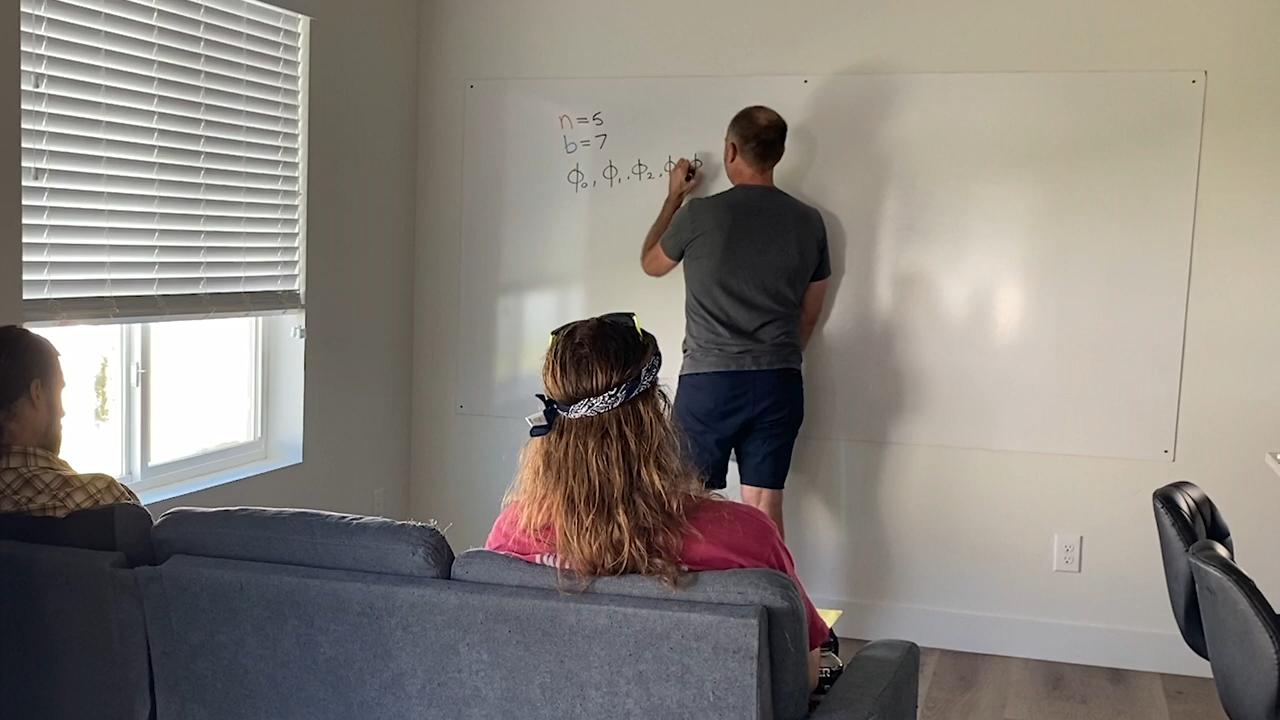 n=5
b=7
ϕ₀, ϕ₁, ϕ₂, ϕ ϕ